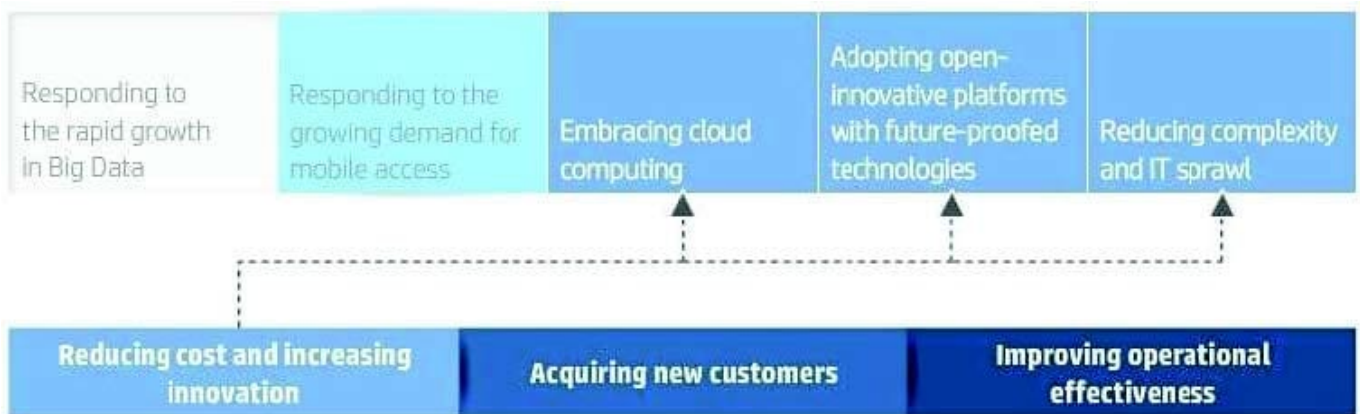 Responding to
the rapid growth
in Big Data
Responding to the
growing demand for
mobile access
Embracing cloud
computing
Adopting open-
innovative platforms
with future-proofed
technologies
Reducing complexity
and IT sprawl
Reducing cost and increasing
innovation
Acquiring new customers
Improving operational
effectiveness